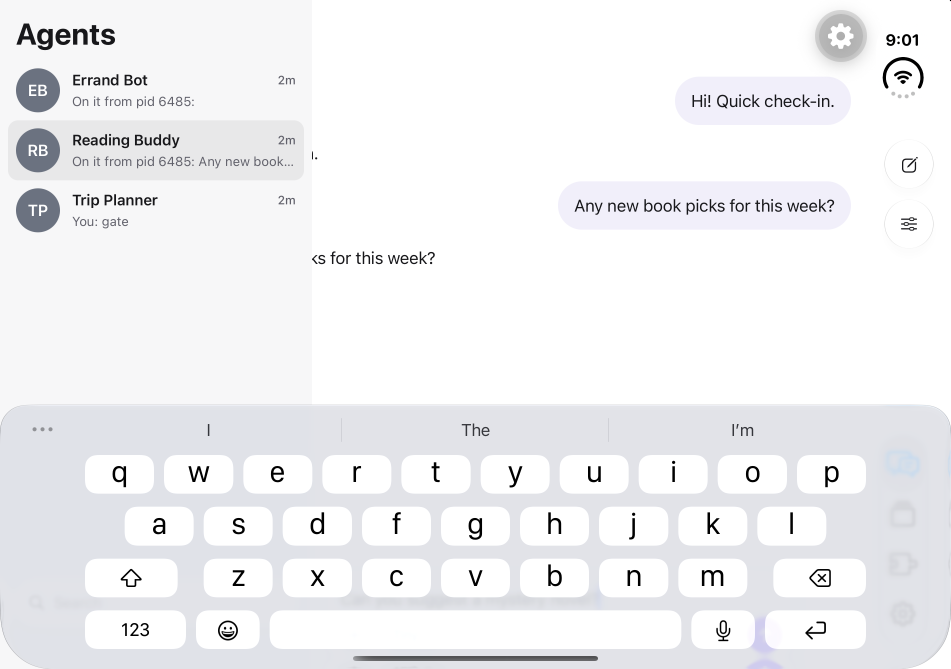 Agents
EB
Errand Bot
2m
On it from pid 6485:
RB
Reading Buddy
2m
On it from pid 6485: Any new book...
TP
Trip Planner
2m
You: gate
9:01
Hi! Quick check-in.
Any new book picks for this week?
ks for this week?
I
The
I'm
q w e r t y u i o p
a s d f g h j k l
z x c v b n m
123